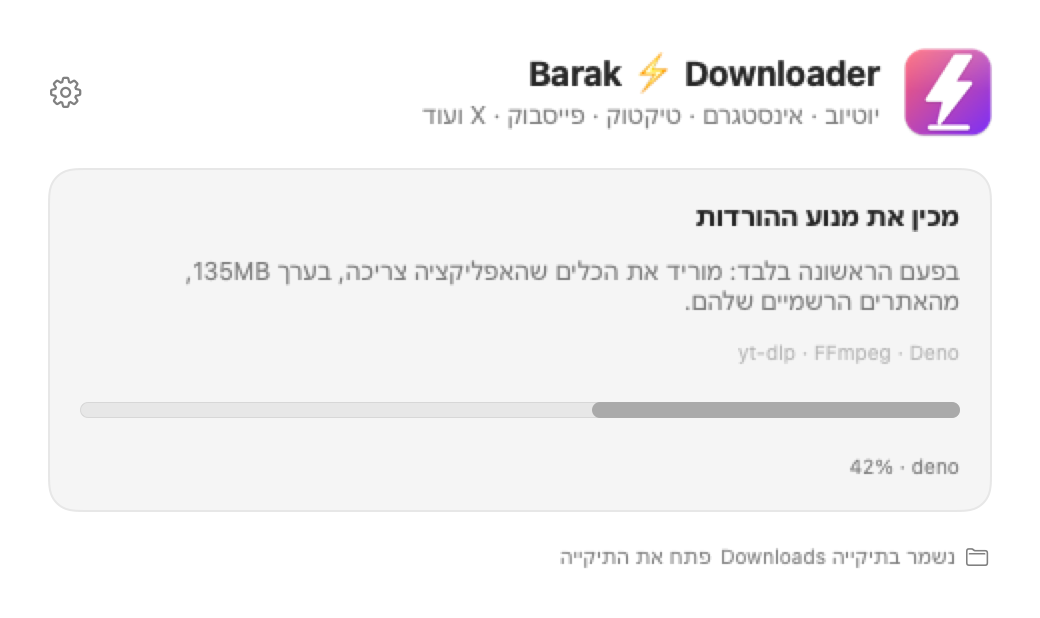 Barak ⚡ Downloader
יוטיוב · אינסטגרם · טיקטוק · פייסבוק · X ועוד
מכין את מנוע ההורדות
בפעם הראשונה בלבד: מוריד את הכלים שהאפליקציה צריכה, בערך 135MB,
מהאתרים הרשמיים שלהם.
yt-dlp · FFmpeg · Deno
42% · deno
נשמר בתיקייה Downloads פתח את התיקייה